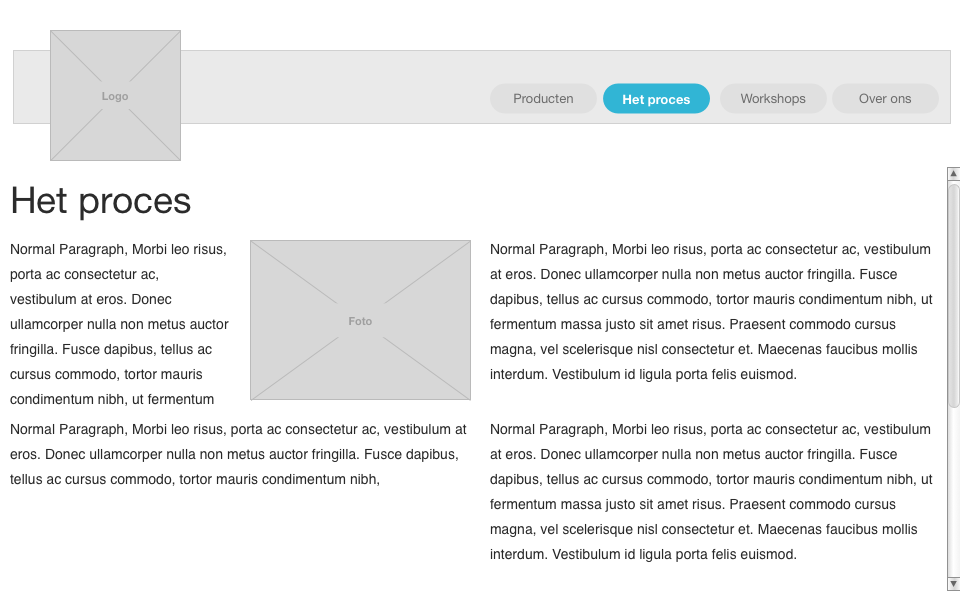 Logo
Producten
Het proces
Workshops
Over ons
Het proces
Normal Paragraph, Morbi leo risus,
porta ac consectetur ac,
vestibulum at eros. Donec
ullamcorper nulla non metus auctor
fringilla. Fusce dapibus, tellus ac
cursus commodo, tortor mauris
condimentum nibh, ut fermentum
Foto
Normal Paragraph, Morbi leo risus, porta ac consectetur ac, vestibulum at
eros. Donec ullamcorper nulla non metus auctor fringilla. Fusce dapibus,
tellus ac cursus commodo, tortor mauris condimentum nibh,
Normal Paragraph, Morbi leo risus, porta ac consectetur ac, vestibulum
at eros. Donec ullamcorper nulla non metus auctor fringilla. Fusce
dapibus, tellus ac cursus commodo, tortor mauris condimentum nibh, ut
fermentum massa justo sit amet risus. Praesent commodo cursus
magna, vel scelerisque nisl consectetur et. Maecenas faucibus mollis
interdum. Vestibulum id ligula porta felis euismod.
Normal Paragraph, Morbi leo risus, porta ac consectetur ac, vestibulum
at eros. Donec ullamcorper nulla non metus auctor fringilla. Fusce
dapibus, tellus ac cursus commodo, tortor mauris condimentum nibh, ut
fermentum massa justo sit amet risus. Praesent commodo cursus
magna, vel scelerisque nisl consectetur et. Maecenas faucibus mollis
interdum. Vestibulum id ligula porta felis euismod.